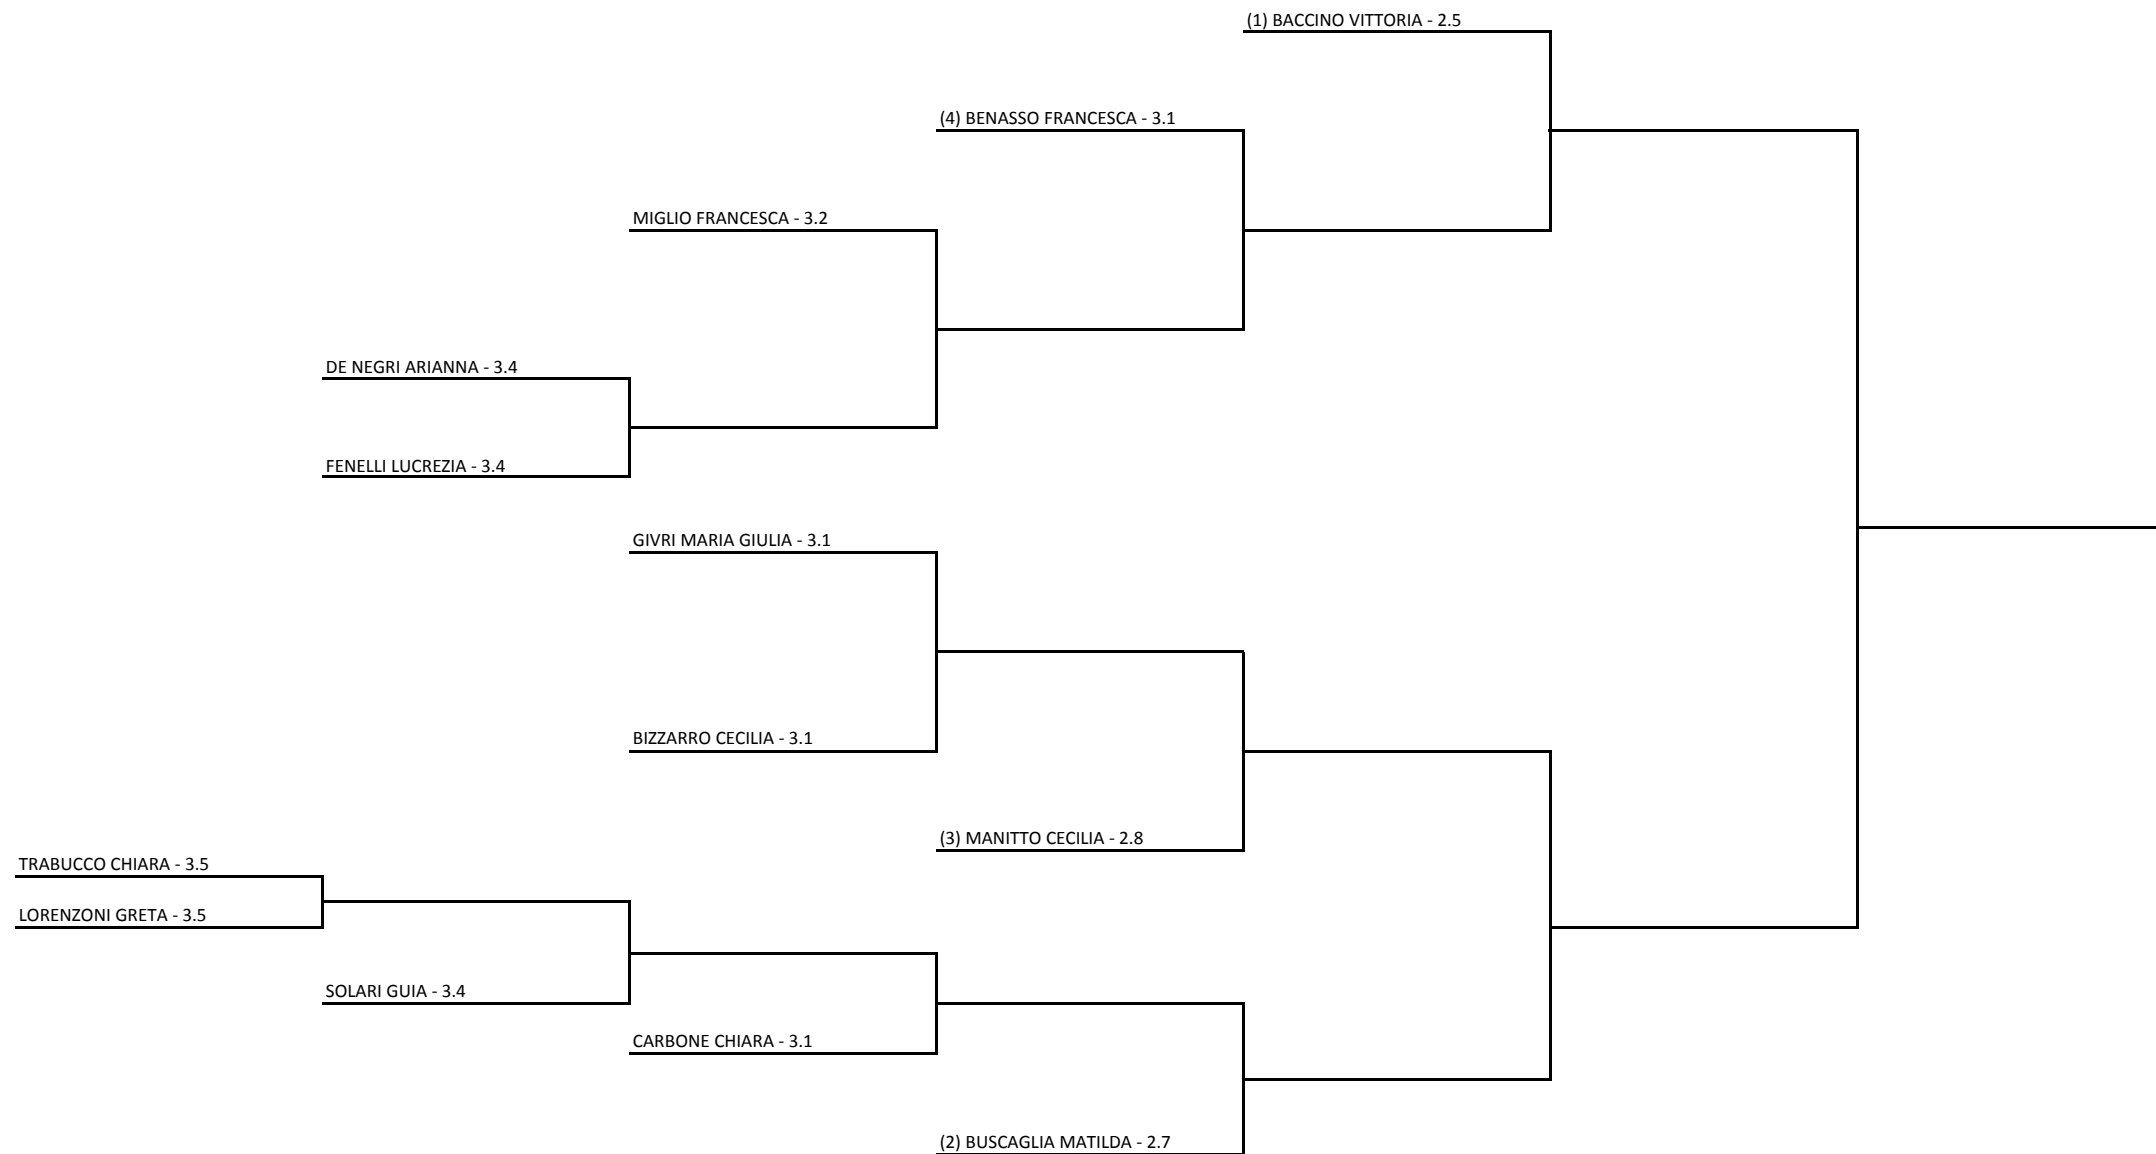 (1) BACCINO VITTORIA - 2.5
(4) BENASSO FRANCESCA - 3.1
MIGLIO FRANCESCA - 3.2
DE NEGRI ARIANNA - 3.4
FENELLI LUCREZIA - 3.4
GIVRI MARIA GIULIA - 3.1
BIZZARRO CECILIA - 3.1
(3) MANITTO CECILIA - 2.8
TRABUCCO CHIARA - 3.5
LORENZONI GRETA - 3.5
SOLARI GUIA - 3.4
CARBONE CHIARA - 3.1
(2) BUSCAGLIA MATILDA - 2.7